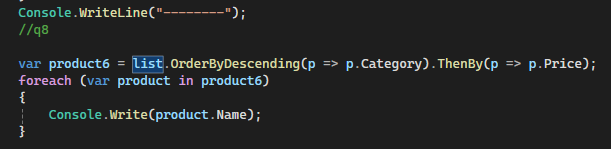 Console.WriteLine("--------");
//q8
var product6 = list.OrderByDescending(p => p.Category).ThenBy(p => p.Price);
foreach (var product in product6)
{
Console.Write(product.Name);
}